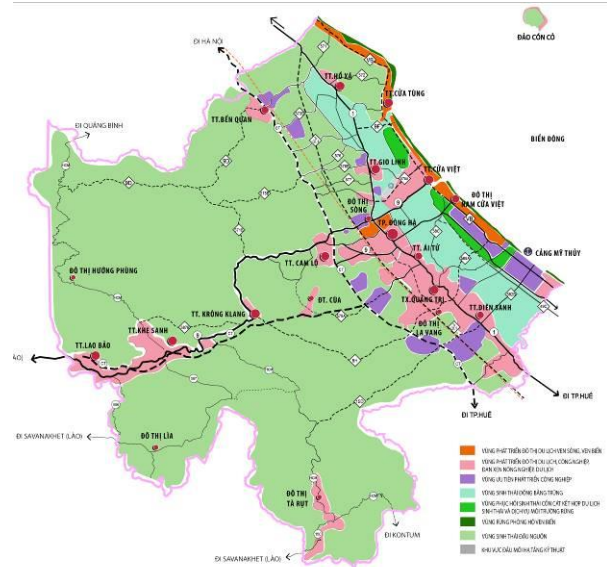 ĐẢO CỒN CỎ
ĐI HÀ NỘI
TT.HỒ XÁ
TT.CỬA TÙNG
TT.BẾN QUAN
ĐI QUẢNG BÌNH
BIỂN ĐÔNG
TT.GIO LINH
TT.CỬA VIỆT
ĐÔ THỊ
NAM CỬA VIỆT
ĐÔ THỊ
SÒNG
TP. ĐÔNG HÀ
CẢNG MỸ THỦY
TT. ÁI TỬ
TT. CAM LỘ
ĐÔ THỊ HƯỚNG PHÙNG
ĐT. CÙA
TX.QUẢNG TRỊ
TT.DIÊN SANH
TT. KRÔNG KLANG
ĐÔ THỊ
LA VANG
TT.KHE SANH
TT.LAO BẢO
LÀO)
ĐI TP.HUẾ
ĐI TP.HUẾ
ĐI SAVANAKHET (LÀO)
ĐÔ THỊ LÌA
ĐÔ THỊ
TÀ RỤT
ĐI KONTUM
ĐI SAVANAKHET (LÀO)
VÙNG PHÁT TRIỂN ĐÔ THỊ DU LỊCH VEN SÔNG, VEN BIỂN
VÙNG PHÁT TRIỂN ĐÔ THỊ DU LỊCH, CÔNG NGHIỆP,
ĐAN XEN NÔNG NGHIỆP, DU LỊCH
VÙNG ƯU TIÊN PHÁT TRIỂN CÔNG NGHIỆP
VÙNG SINH THÁI ĐỒNG BẰNG TRŨNG
VÙNG PHỤC HỒI SINH THÁI CỒN CÁT KẾT HỢP DU LỊCH
SINH THÁI VÀ DỊCH VỤ MÔI TRƯỜNG RỪNG
VÙNG RỪNG PHÒNG HỘ VEN BIỂN
VÙNG SINH THÁI ĐẦU NGUỒN
KHU VỰC ĐẦU MỐI HẠ TẦNG KỸ THUẬT